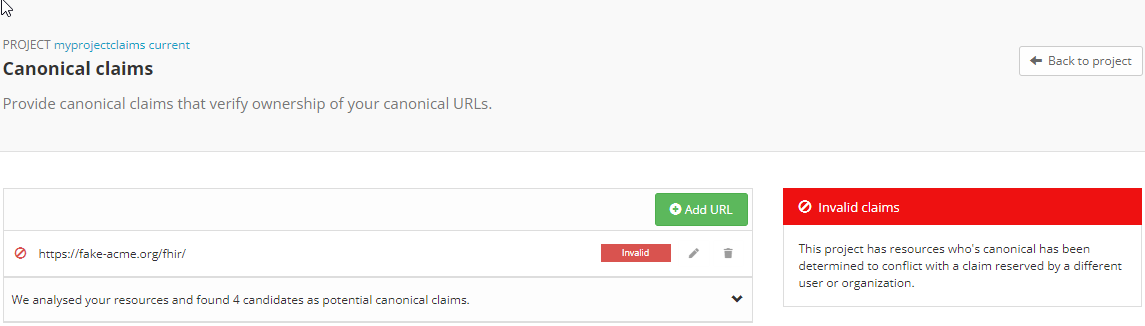 PROJECT myprojectclaims current
Canonical claims
Back to project
Provide canonical claims that verify ownership of your canonical URLs.
Add URL
https://fake-acme.org/fhir/
Invalid
We analysed your resources and found 4 candidates as potential canonical claims.
Invalid claims
This project has resources who's canonical has been
determined to conflict with a claim reserved by a different
user or organization.